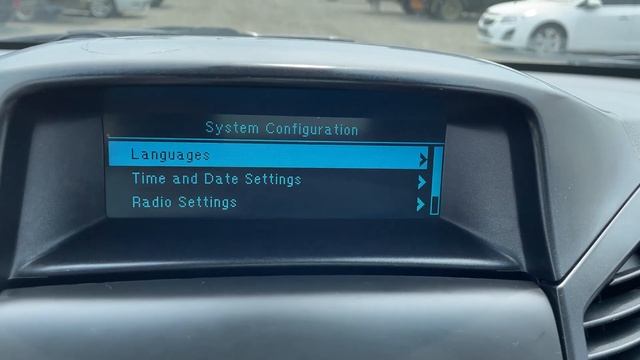 System Configuration
Languages
Time and Date Settings
Radio Settings